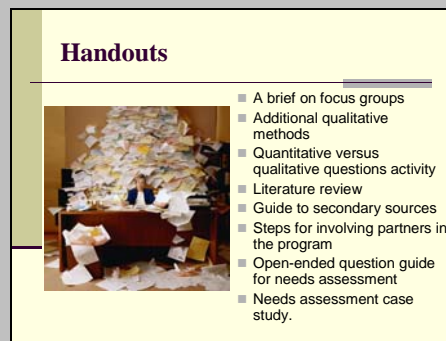 Handouts
A brief on focus groups
Additional qualitative
methods
Quantitative versus
qualitative questions activity
Literature review
Guide to secondary sources
Steps for involving partners in
the program
Open-ended question guide
for needs assessment
Needs assessment case
study.